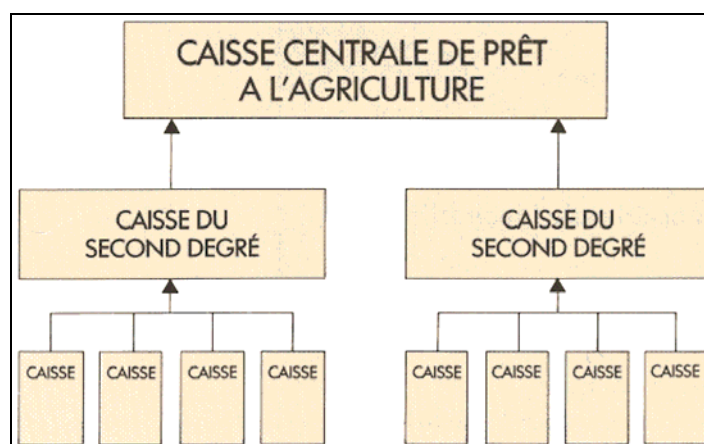 CAISSE CENTRALE DE PRÊT
A L'AGRICULTURE
CAISSE DU
SECOND DEGRÉ
CAISSE DU
SECOND DEGRÉ
CAISSE CAISSE CAISSE CAISSE CAISSE CAISSE CAISSE CAISSE